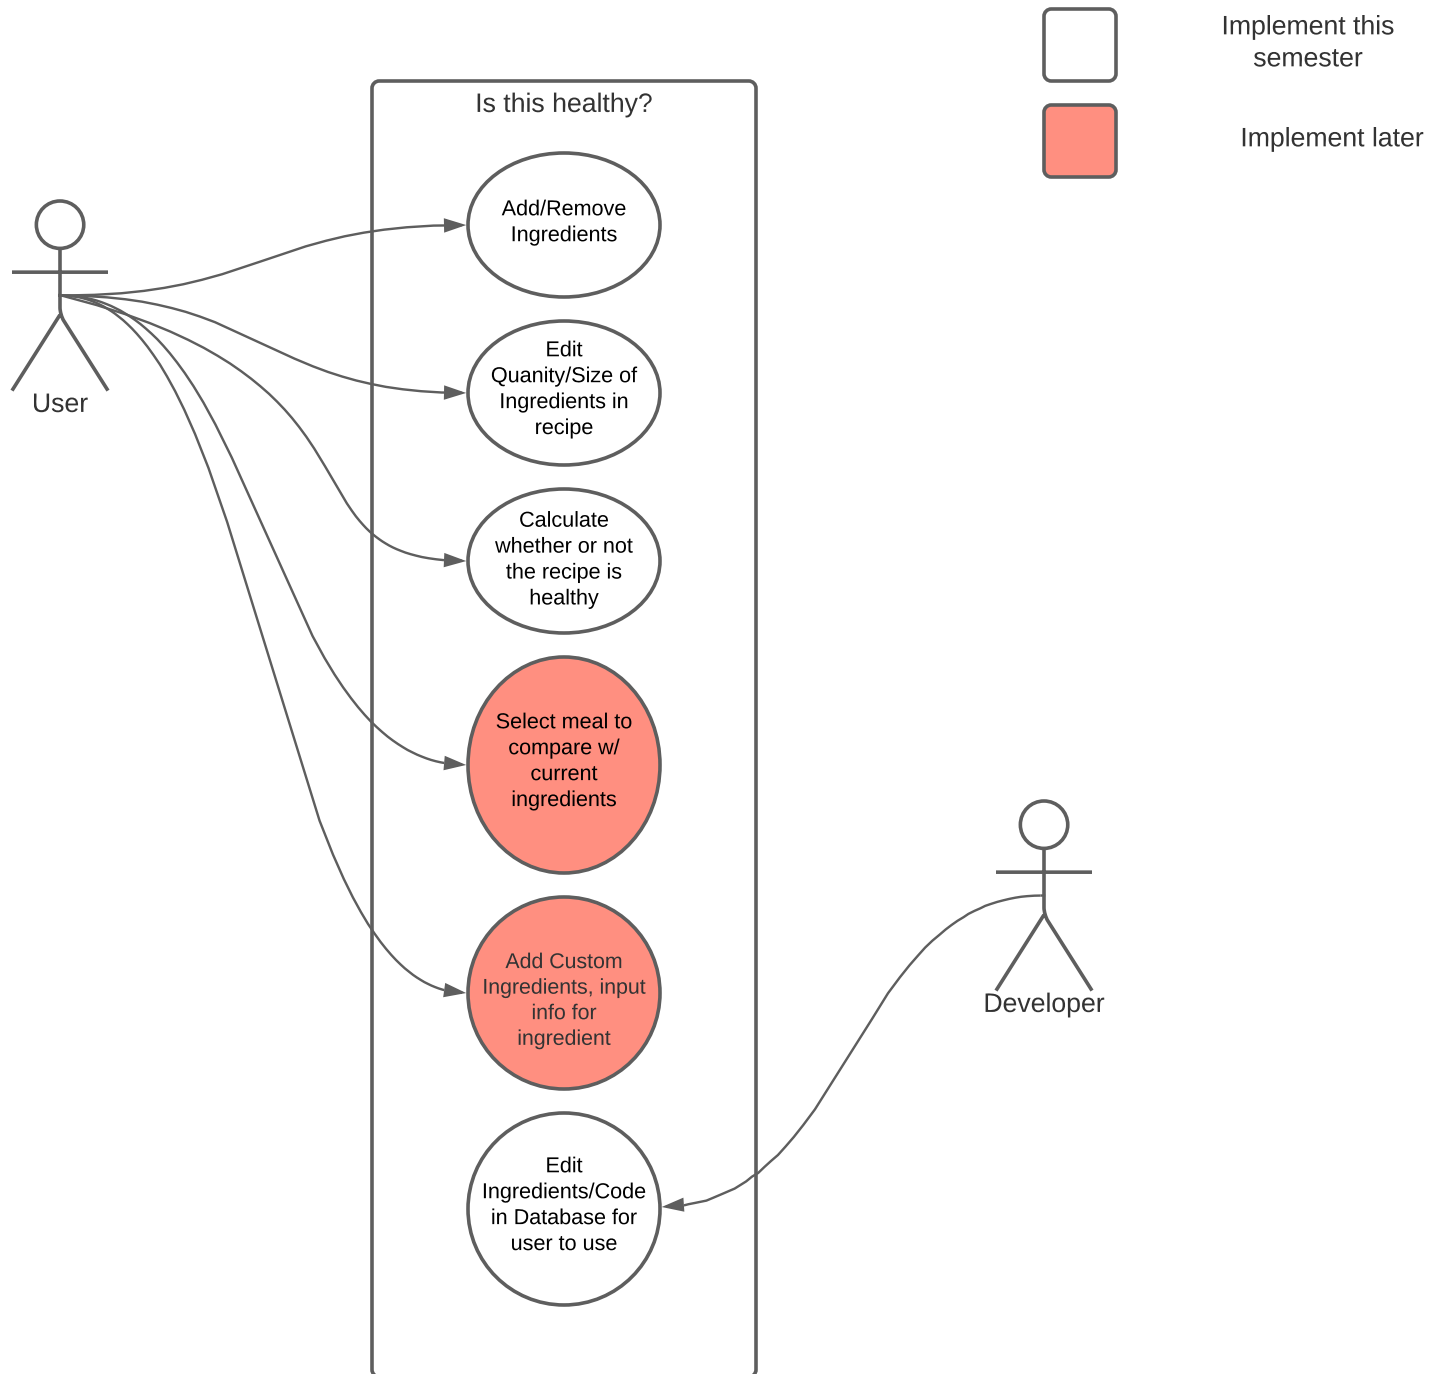 Implement this
semester
Implement later
Is this healthy?
Add/Remove
Ingredients
Edit
Quanity/Size of
Ingredients in
recipe
Calculate
whether or not
the recipe is
healthy
Select meal to
compare w/
current
ingredients
Add Custom
Ingredients, input
info for
ingredient
Edit
Ingredients/Code
in Database for
user to use
User
Developer